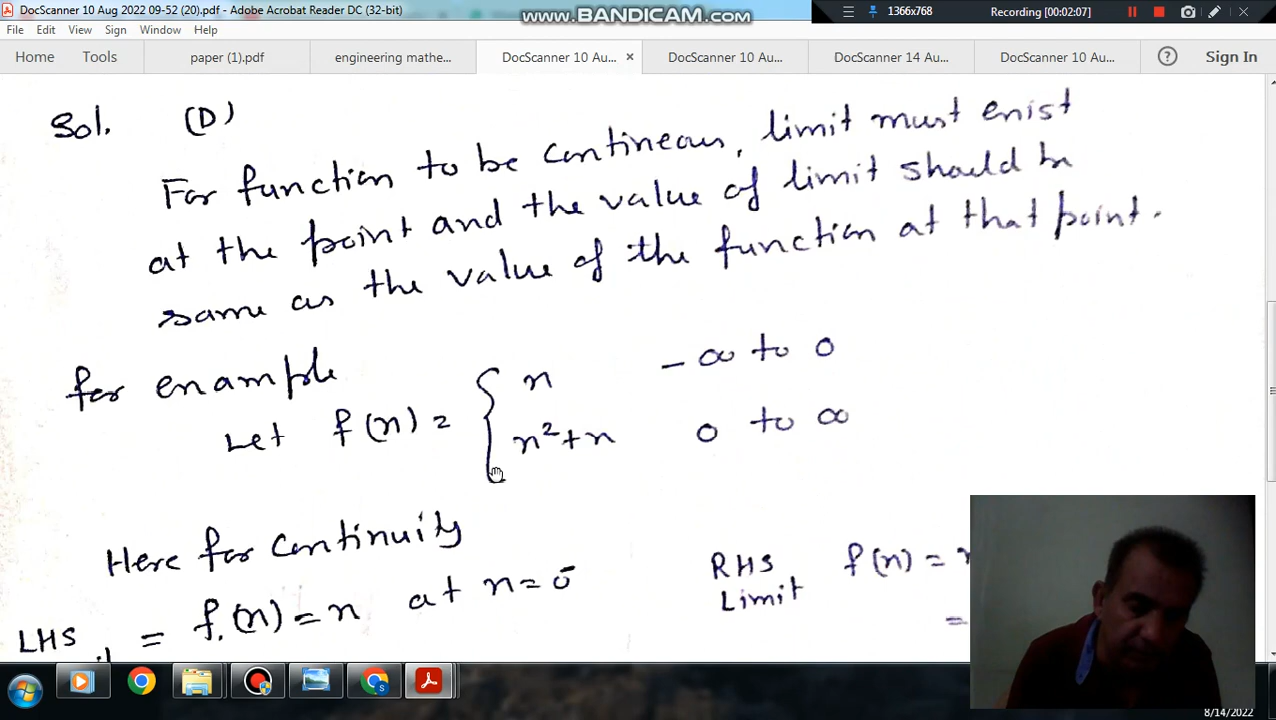 DocScanner 10 Aug 2022 09-52 (20).pdf - Adobe Acrobat Reader DC (32-bit)
www.BANDICAM.com
1366x768
Recording [00:02:07]
File Edit View Sign Window Help
Home Tools paper (1).pdf engineering mathe... DocScanner 10 Au... × DocScanner 10 Au... DocScanner 14 Au... DocScanner 10 Au... ? Sign In
Sol. (D)
For function to be contineous, limit must exist
at the point and the value of limit should be
same as the value of the function at that point.
for example
Let f(x) = { x -∞ to 0
x²+x 0 to ∞
Here for continuity
LHS = f(x) = x at x = 0⁻
RHS f(x) =
Limit =
8/14/2022